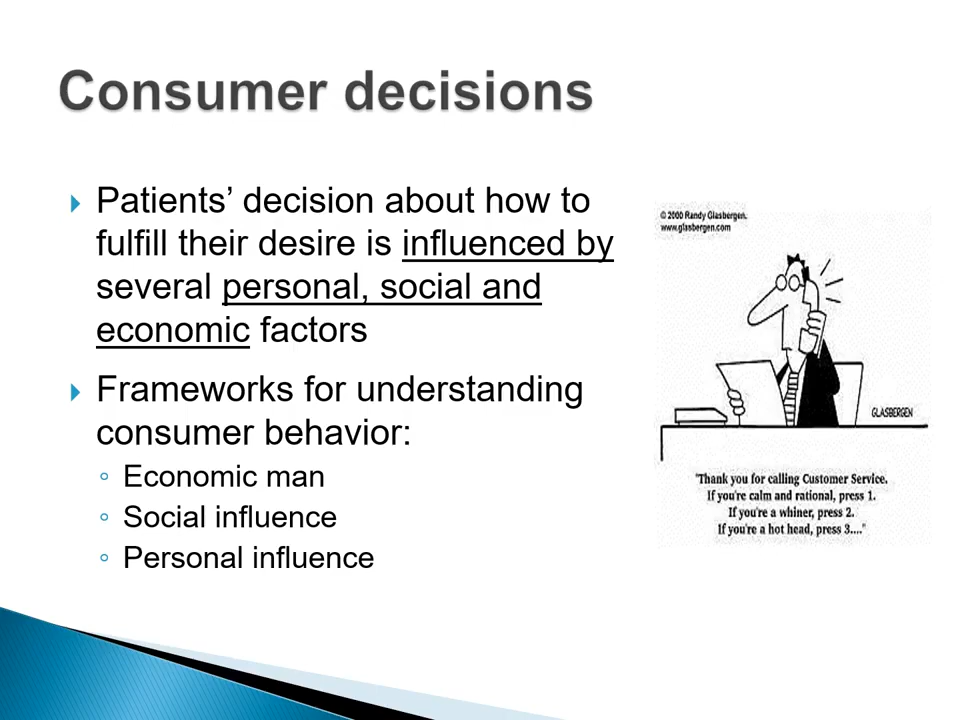 Consumer decisions
Patients’ decision about how to
fulfill their desire is influenced by
several personal, social and
economic factors
Frameworks for understanding
consumer behavior:
Economic man
Social influence
Personal influence
© 2000 Randy Glasbergen.
www.glasbergen.com
GLASBERGEN
"Thank you for calling Customer Service.
If you're calm and rational, press 1.
If you're a whiner, press 2.
If you're a hot head, press 3...."